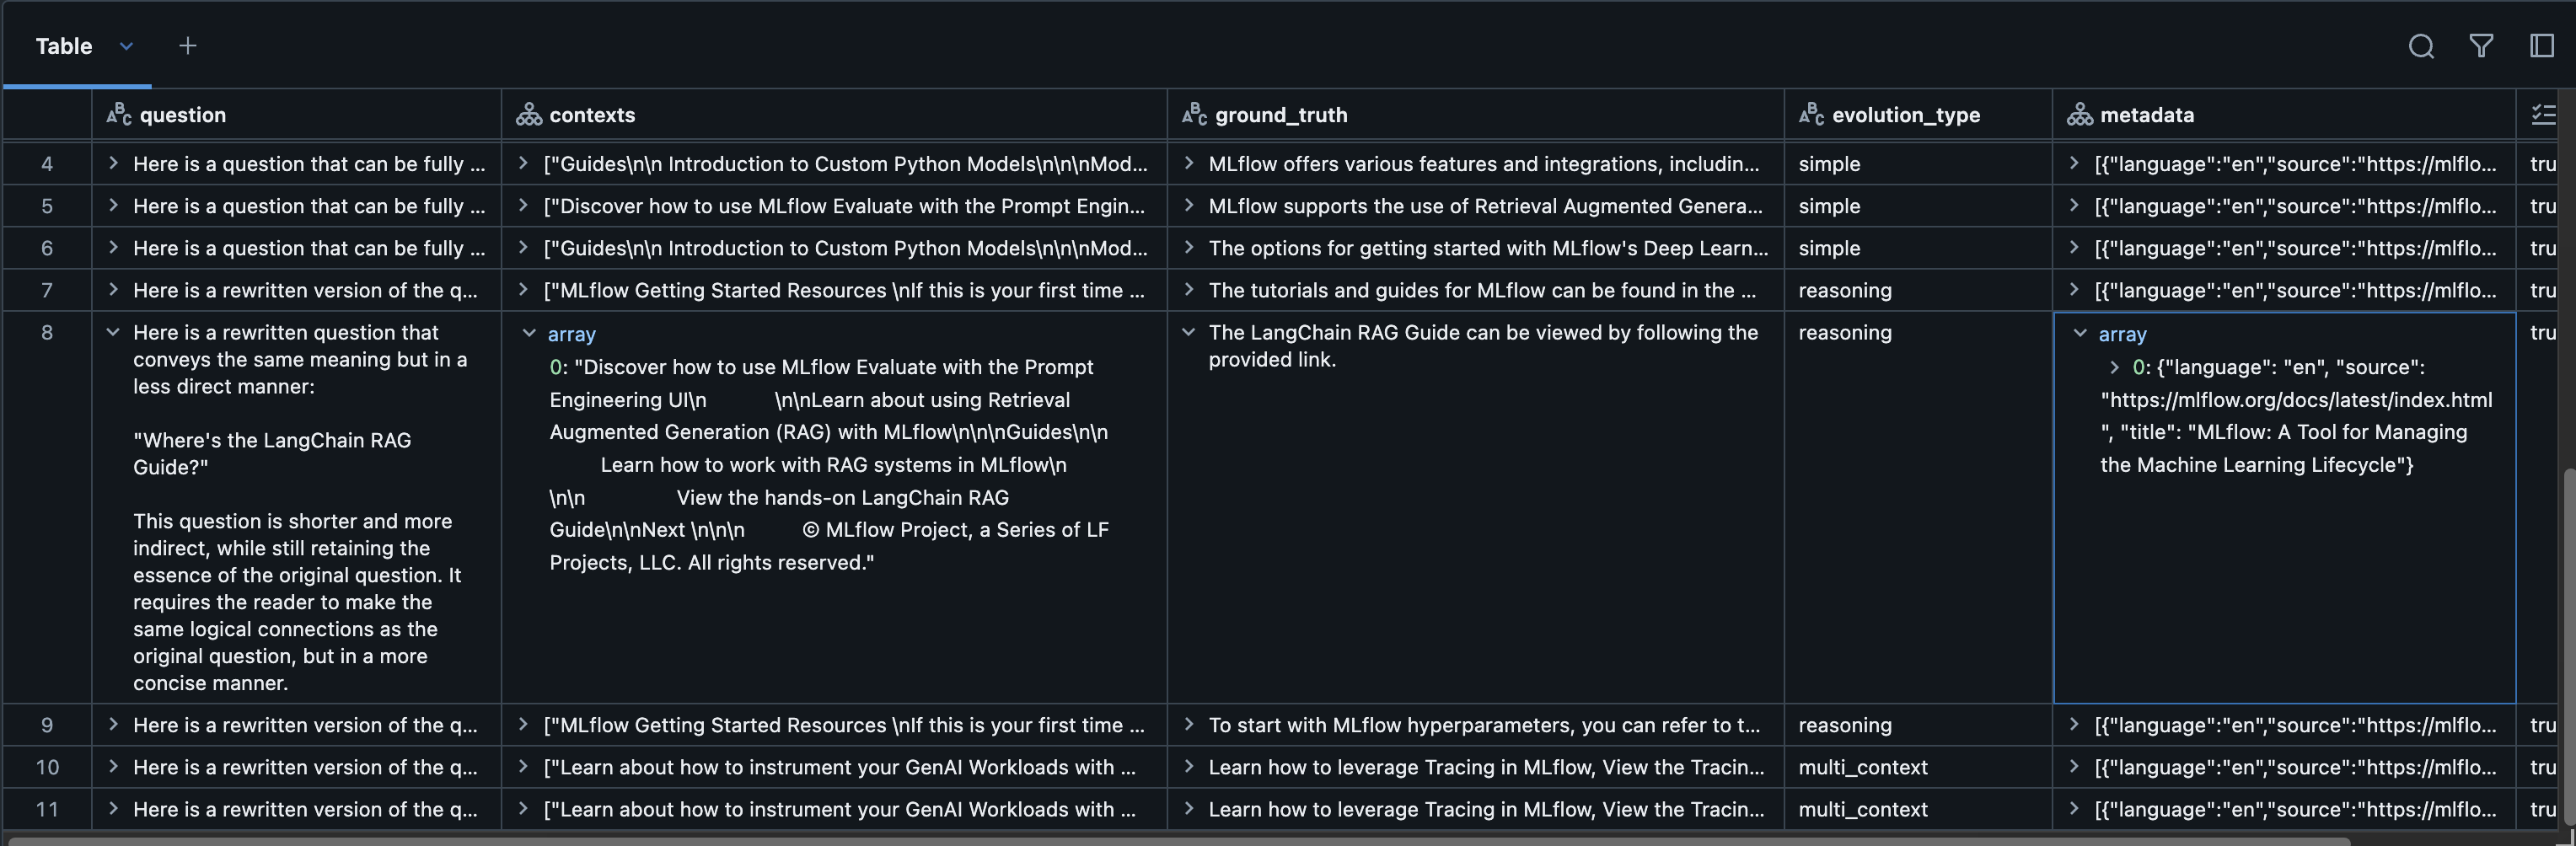 Table
question contexts ground_truth evolution_type metadata
4 Here is a question that can be fully ... ["Guides\n\n Introduction to Custom Python Models\n\n\nMod... MLflow offers various features and integrations, includin... simple [{"language":"en","source":"https://mlflo... tru
5 Here is a question that can be fully ... ["Discover how to use MLflow Evaluate with the Prompt Engin... MLflow supports the use of Retrieval Augmented Genera... simple [{"language":"en","source":"https://mlflo... tru
6 Here is a question that can be fully ... ["Guides\n\n Introduction to Custom Python Models\n\n\nMod... The options for getting started with MLflow's Deep Learn... simple [{"language":"en","source":"https://mlflo... tru
7 Here is a rewritten version of the q... ["MLflow Getting Started Resources \nIf this is your first time ... The tutorials and guides for MLflow can be found in the ... reasoning [{"language":"en","source":"https://mlflo... tru
8 Here is a rewritten question that
conveys the same meaning but in a
less direct manner:
"Where's the LangChain RAG
Guide?"
This question is shorter and more
indirect, while still retaining the
essence of the original question. It
requires the reader to make the
same logical connections as the
original question, but in a more
concise manner.
array
0: "Discover how to use MLflow Evaluate with the Prompt
Engineering UI\n \n\nLearn about using Retrieval
Augmented Generation (RAG) with MLflow\n\n\nGuides\n\n
Learn how to work with RAG systems in MLflow\n
\n\n View the hands-on LangChain RAG
Guide\n\nNext \n\n\n © MLflow Project, a Series of LF
Projects, LLC. All rights reserved."
The LangChain RAG Guide can be viewed by following the
provided link.
reasoning
array
0: {"language": "en", "source":
"https://mlflow.org/docs/latest/index.html
", "title": "MLflow: A Tool for Managing
the Machine Learning Lifecycle"}
tru
9 Here is a rewritten version of the q... ["MLflow Getting Started Resources \nIf this is your first time ... To start with MLflow hyperparameters, you can refer to t... reasoning [{"language":"en","source":"https://mlflo... tru
10 Here is a rewritten version of the q... ["Learn about how to instrument your GenAI Workloads with ... Learn how to leverage Tracing in MLflow, View the Tracin... multi_context [{"language":"en","source":"https://mlflo... tru
11 Here is a rewritten version of the q... ["Learn about how to instrument your GenAI Workloads with ... Learn how to leverage Tracing in MLflow, View the Tracin... multi_context [{"language":"en","source":"https://mlflo... tru